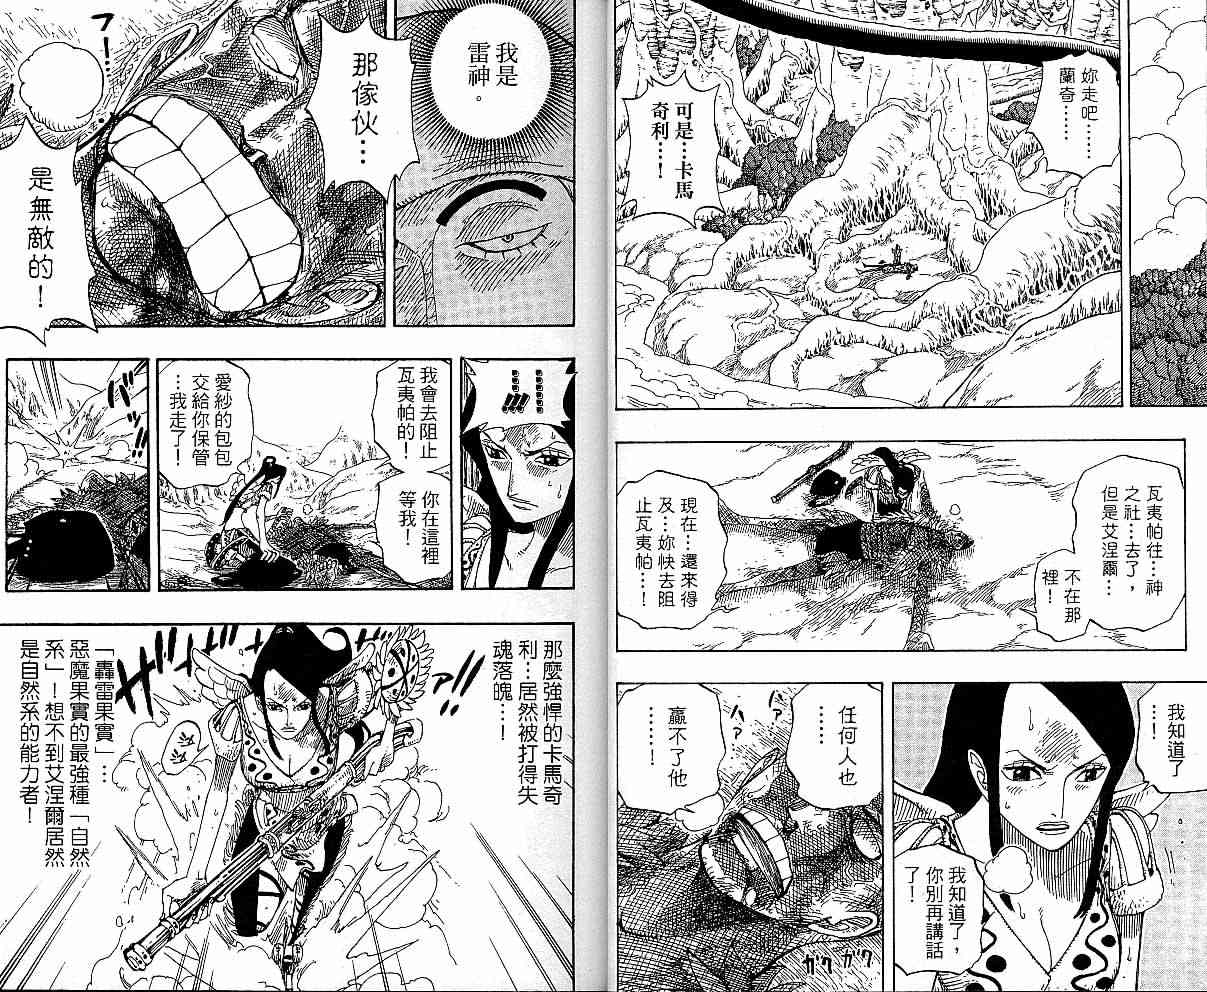 妳走吧……
蘭奇………
可是…卡馬
奇利…！
瓦夷帕往…神
之社…去了，
但是艾涅爾…
不在那
裡！
現在…還來得
及…妳快去阻
止瓦夷帕…！
我知道了
…！
我知道了，
你別再講話
了！
任何人也
……
贏不了他
……！
ガク
ガク
我是
雷神。
那傢伙…
フー！
是無敵的！
我會去阻止
瓦夷帕的！
你在這裡
等我！
愛紗的包包
交給你保管
…我走了！
…
那麼強悍的卡馬奇
利…居然被打得失
魂落魄…！
「轟雷果實」…
惡魔果實的最強種「自然
系」！想不到艾涅爾居然
是自然系的能力者！